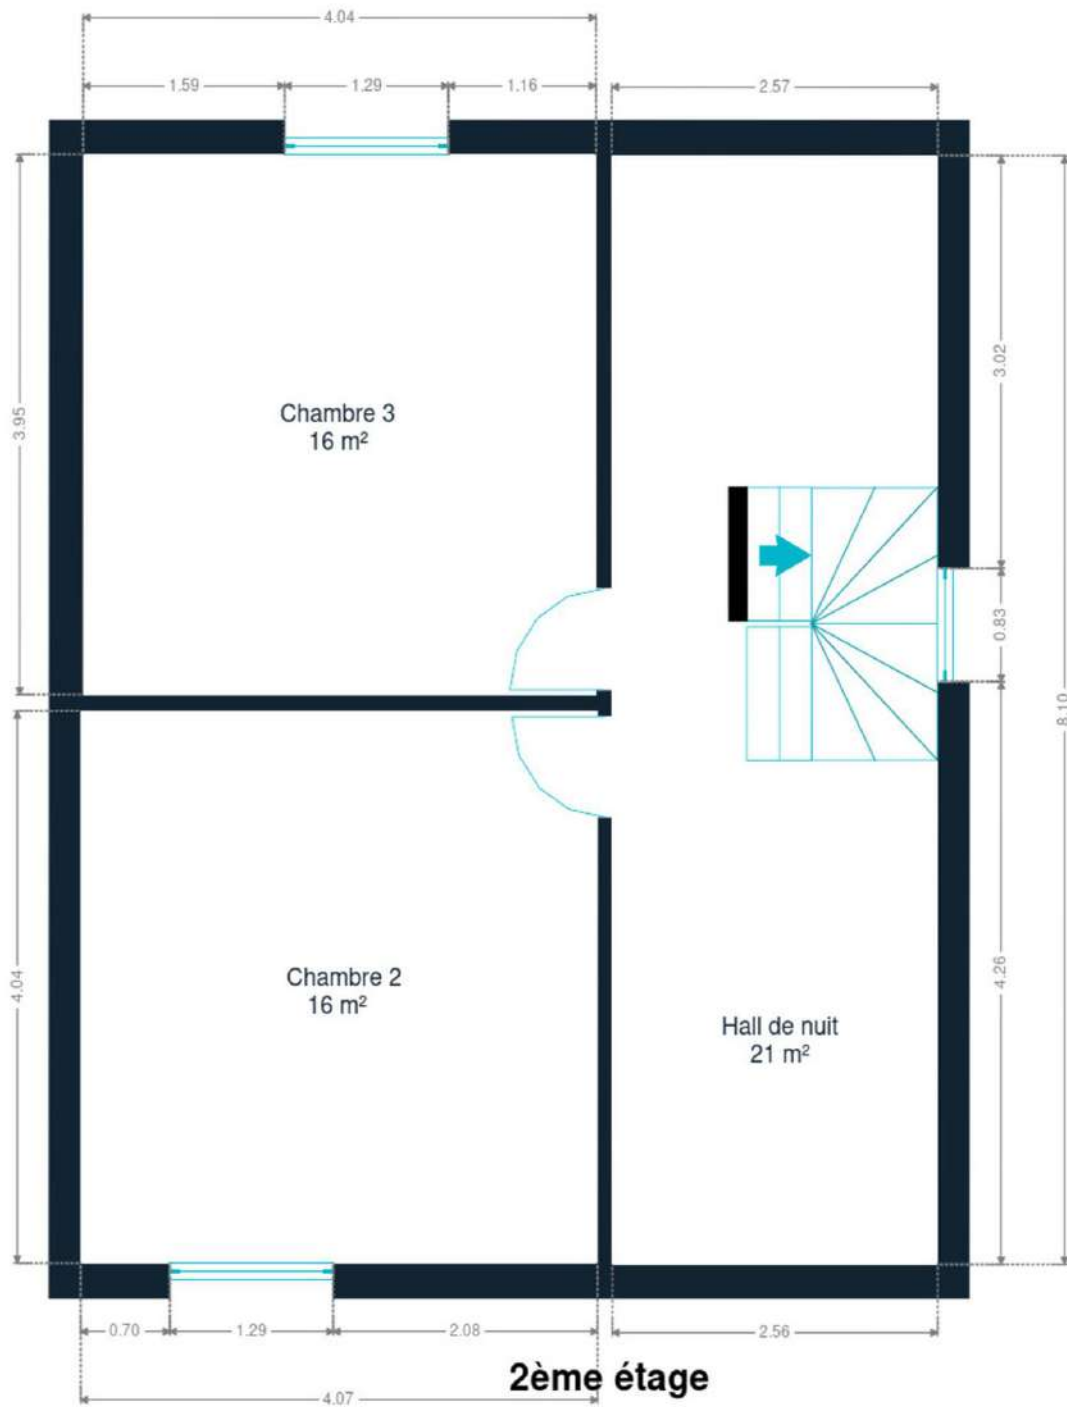 4.04
1.59
1.29
1.16
2.57
3.95
3.02
Chambre 3
16 m²
0.83
8.10
4.04
4.26
Chambre 2
16 m²
Hall de nuit
21 m²
0.70
1.29
2.08
2.56
2ème étage
4.07